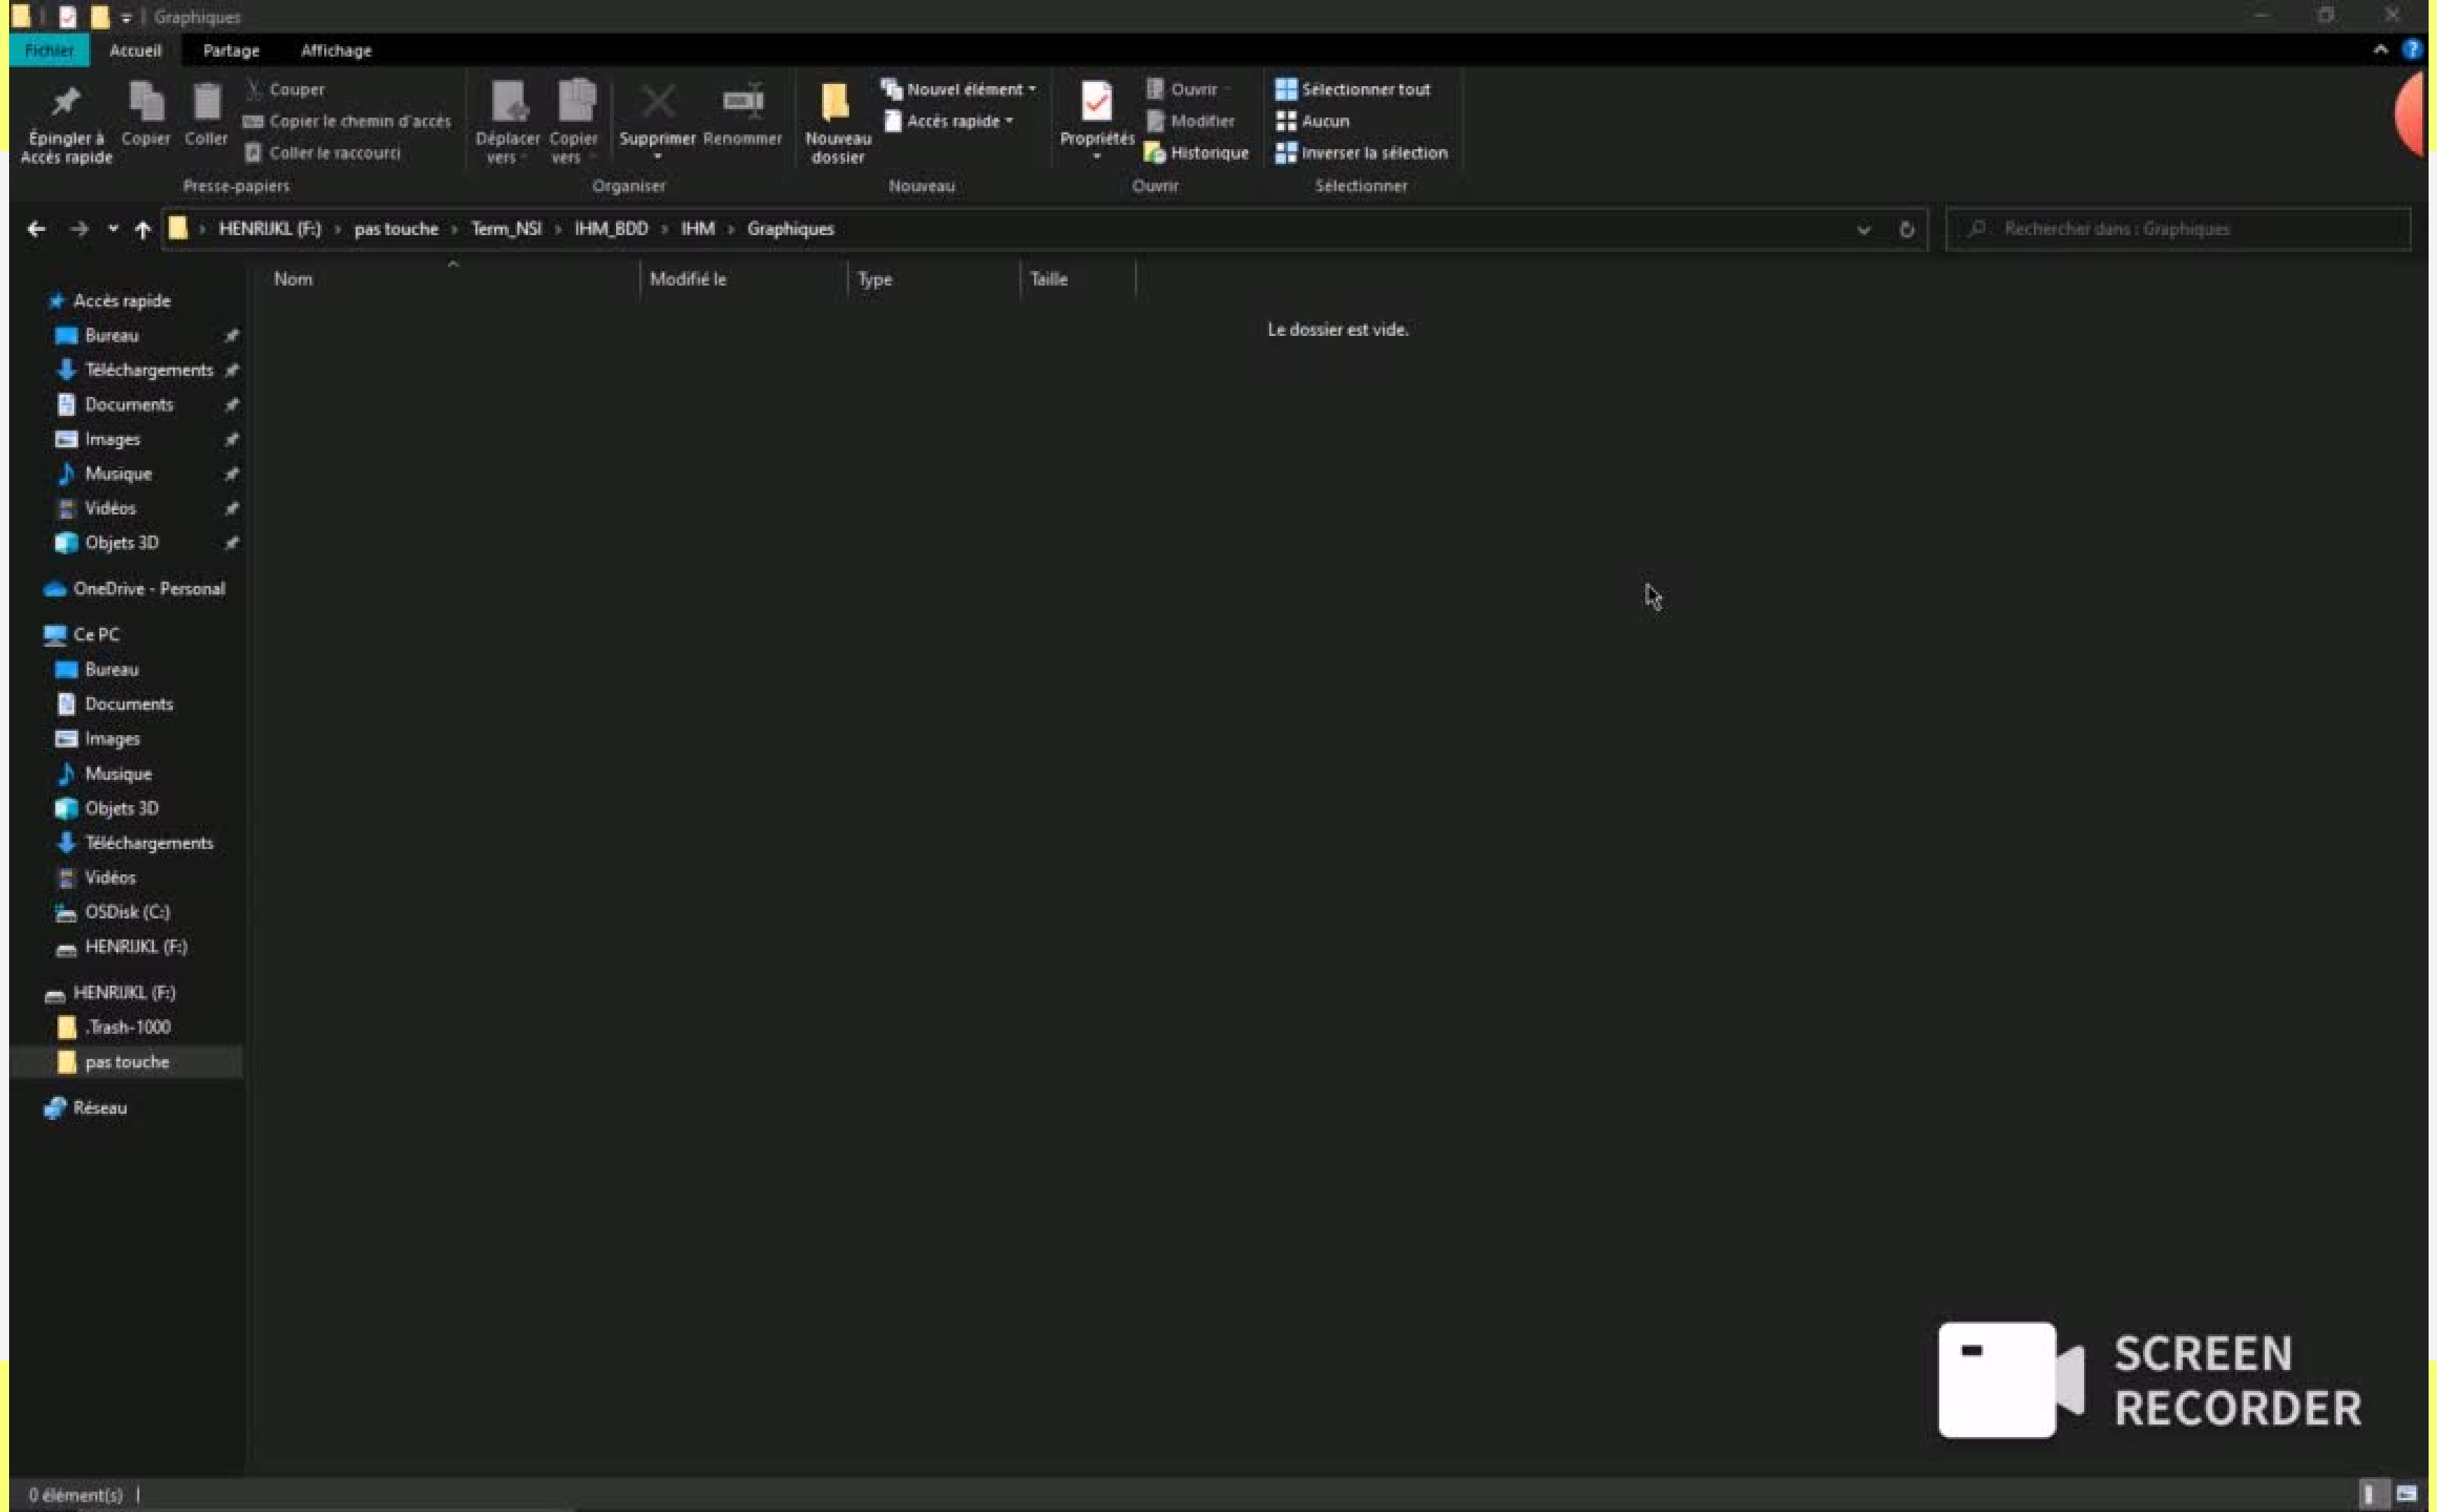 Graphiques
Fichier Accueil Partage Affichage
Épingler à Accès rapide
Copier
Coller
Couper
Copier le chemin d'accès
Coller le raccourci
Presse-papiers
Déplacer vers
Copier vers
Supprimer
Renommer
Organiser
Nouveau dossier
Nouvel élément
Accès rapide
Nouveau
Propriétés
Ouvrir
Modifier
Historique
Ouvrir
Sélectionner tout
Aucun
Inverser la sélection
Sélectionner
HENRIJKL (F:) › pas touche › Term_NSI › IHM_BDD › IHM › Graphiques
Rechercher dans : Graphiques
Nom Modifié le Type Taille
Le dossier est vide.
Accès rapide
Bureau
Téléchargements
Documents
Images
Musique
Vidéos
Objets 3D
OneDrive - Personal
Ce PC
Bureau
Documents
Images
Musique
Objets 3D
Téléchargements
Vidéos
OSDisk (C:)
HENRIJKL (F:)
HENRIJKL (F:)
.Trash-1000
pas touche
Réseau
SCREEN
RECORDER
0 élément(s)